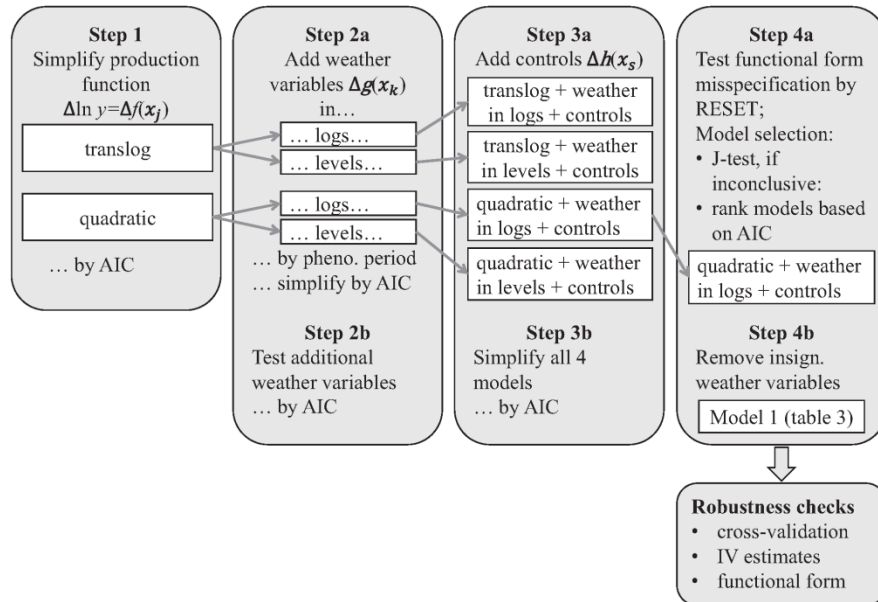 Step 1
Simplify production
function
Δln y=Δf(xⱼ)
translog
quadratic
… by AIC
Step 2a
Add weather
variables Δg(xₖ)
in…
… logs…
… levels…
… logs…
… levels…
… by pheno. period
… simplify by AIC
Step 2b
Test additional
weather variables
… by AIC
Step 3a
Add controls Δh(xₛ)
translog + weather
in logs + controls
translog + weather
in levels + controls
quadratic + weather
in logs + controls
quadratic + weather
in levels + controls
Step 3b
Simplify all 4
models
… by AIC
Step 4a
Test functional form
misspecification by
RESET;
Model selection:
• J-test, if
inconclusive:
• rank models based
on AIC
quadratic + weather
in logs + controls
Step 4b
Remove insign.
weather variables
Model 1 (table 3)
Robustness checks
• cross-validation
• IV estimates
• functional form